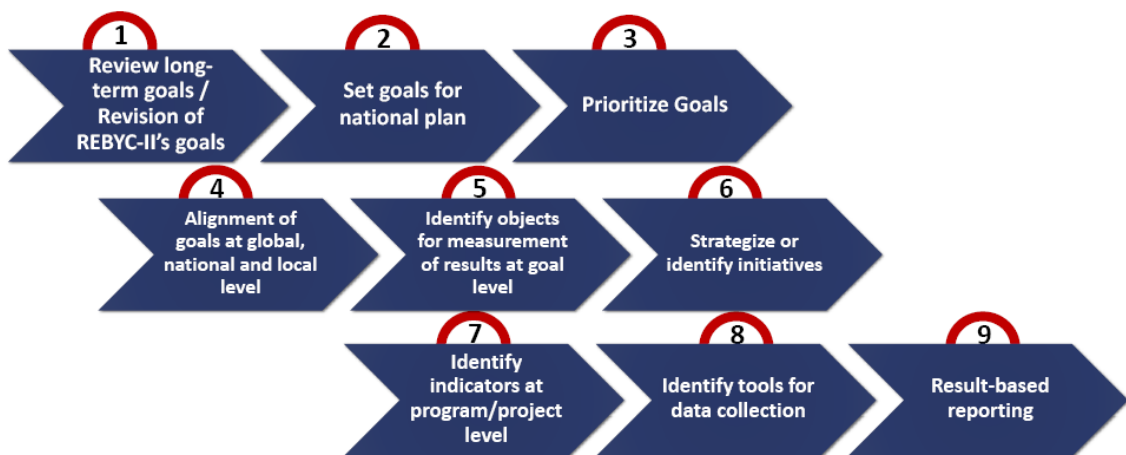 1
Review long-
term goals /
Revision of
REBYC-II's goals
2
Set goals for
national plan
3
Prioritize Goals
4
Alignment of
goals at global,
national and local
level
5
Identify objects
for measurement
of results at goal
level
6
Strategize or
identify initiatives
7
Identify
indicators at
program/project
level
8
Identify tools for
data collection
9
Result-based
reporting